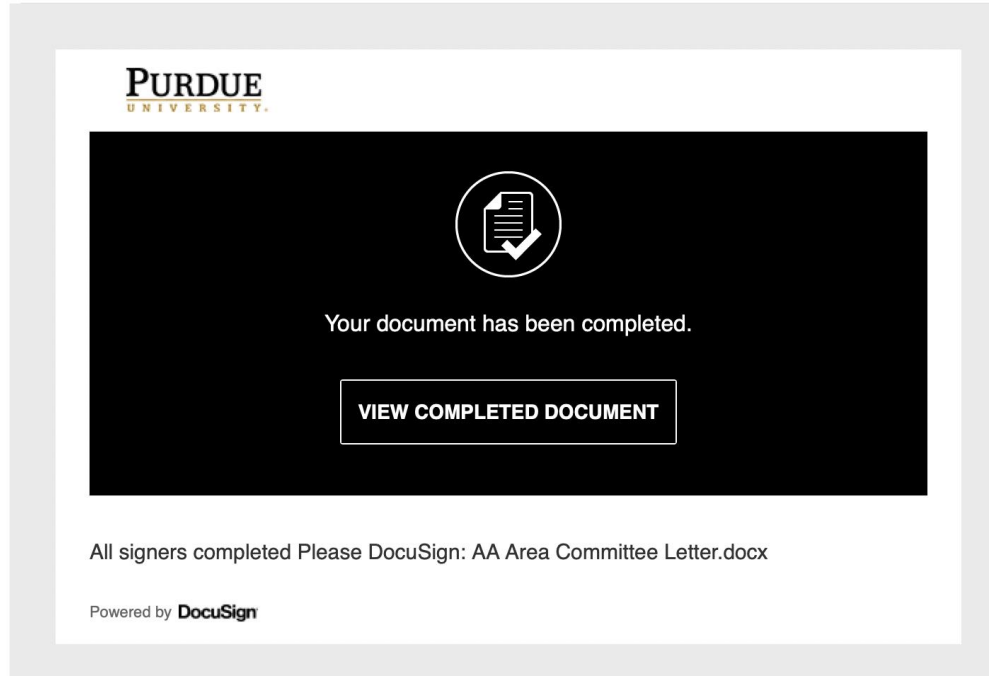 PURDUE
UNIVERSITY®
Your document has been completed.
VIEW COMPLETED DOCUMENT
All signers completed Please DocuSign: AA Area Committee Letter.docx
Powered by DocuSign